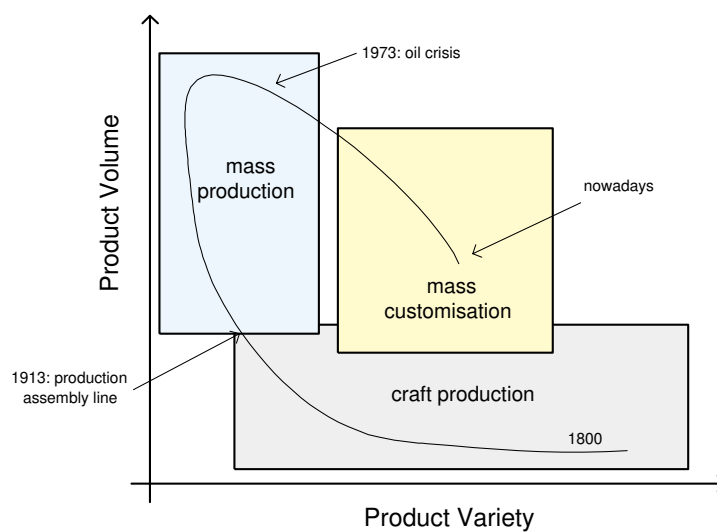 1973: oil crisis
Product Volume
mass
production
nowadays
mass
customisation
1913: production
assembly line
craft production
1800
Product Variety